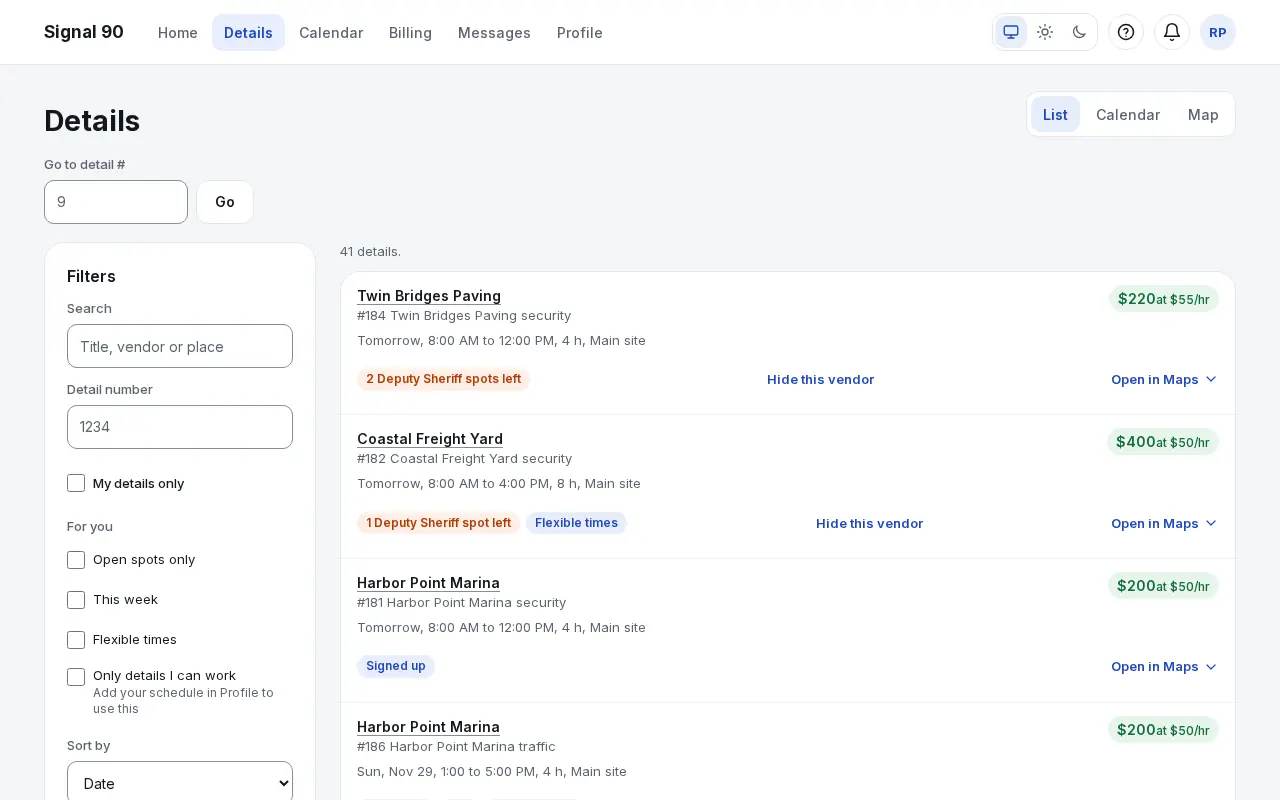 Signal 90
Home
Details
Calendar
Billing
Messages
Profile
RP
Details
List
Calendar
Map
Go to detail #
9
Go
Filters
Search
Title, vendor or place
Detail number
1234
My details only
For you
Open spots only
This week
Flexible times
Only details I can work
Add your schedule in Profile to
use this
Sort by
Date
41 details.
Twin Bridges Paving
$220 at $55/hr
#184 Twin Bridges Paving security
Tomorrow, 8:00 AM to 12:00 PM, 4 h, Main site
2 Deputy Sheriff spots left
Hide this vendor
Open in Maps
Coastal Freight Yard
$400 at $50/hr
#182 Coastal Freight Yard security
Tomorrow, 8:00 AM to 4:00 PM, 8 h, Main site
1 Deputy Sheriff spot left
Flexible times
Hide this vendor
Open in Maps
Harbor Point Marina
$200 at $50/hr
#181 Harbor Point Marina security
Tomorrow, 8:00 AM to 12:00 PM, 4 h, Main site
Signed up
Open in Maps
Harbor Point Marina
$200 at $50/hr
#186 Harbor Point Marina traffic
Sun, Nov 29, 1:00 to 5:00 PM, 4 h, Main site